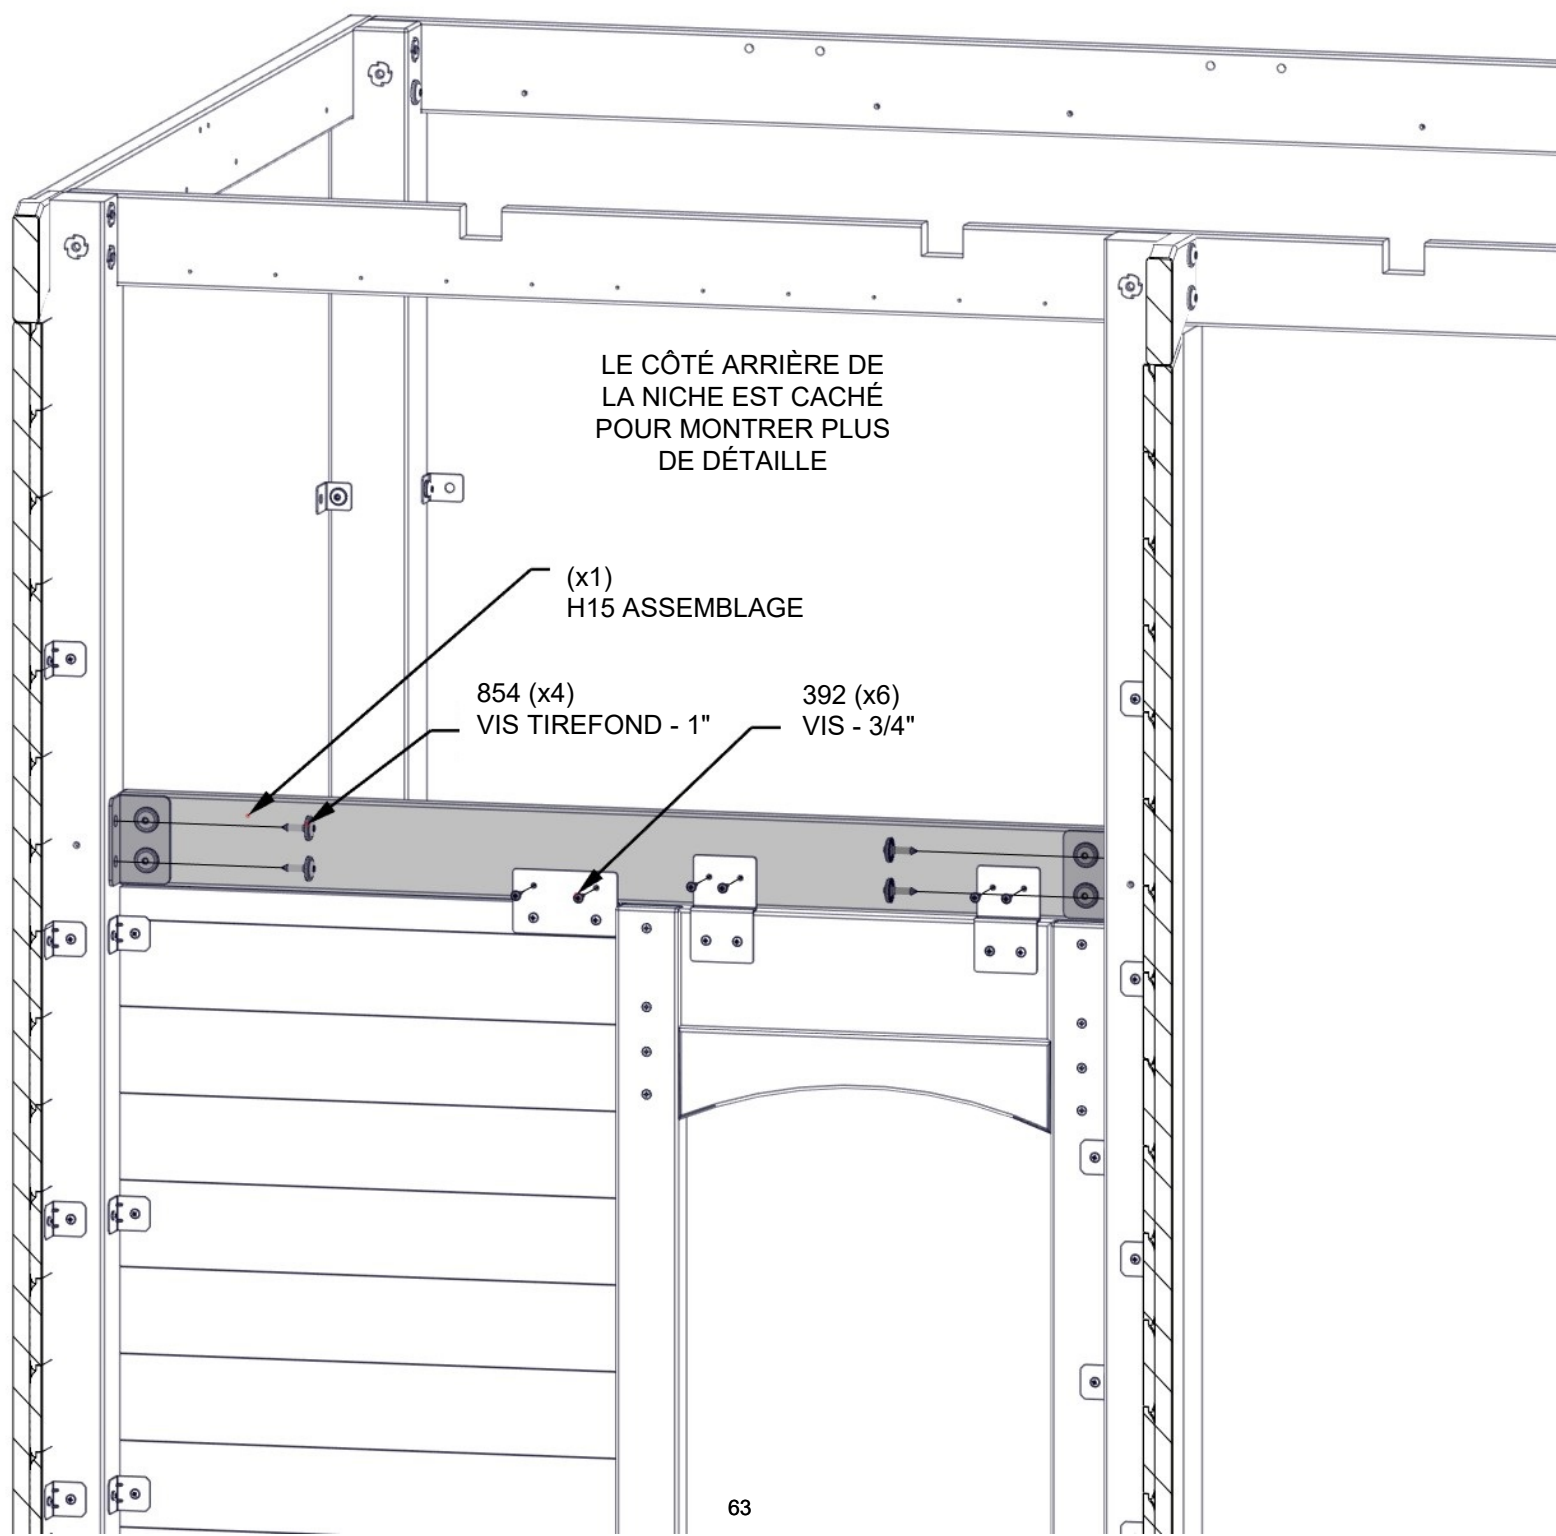 LE CÔTÉ ARRIÈRE DE
LA NICHE EST CACHÉ
POUR MONTRER PLUS
DE DÉTAILLE
(x1)
H15 ASSEMBLAGE
854 (x4)
VIS TIREFOND - 1"
392 (x6)
VIS - 3/4"
63